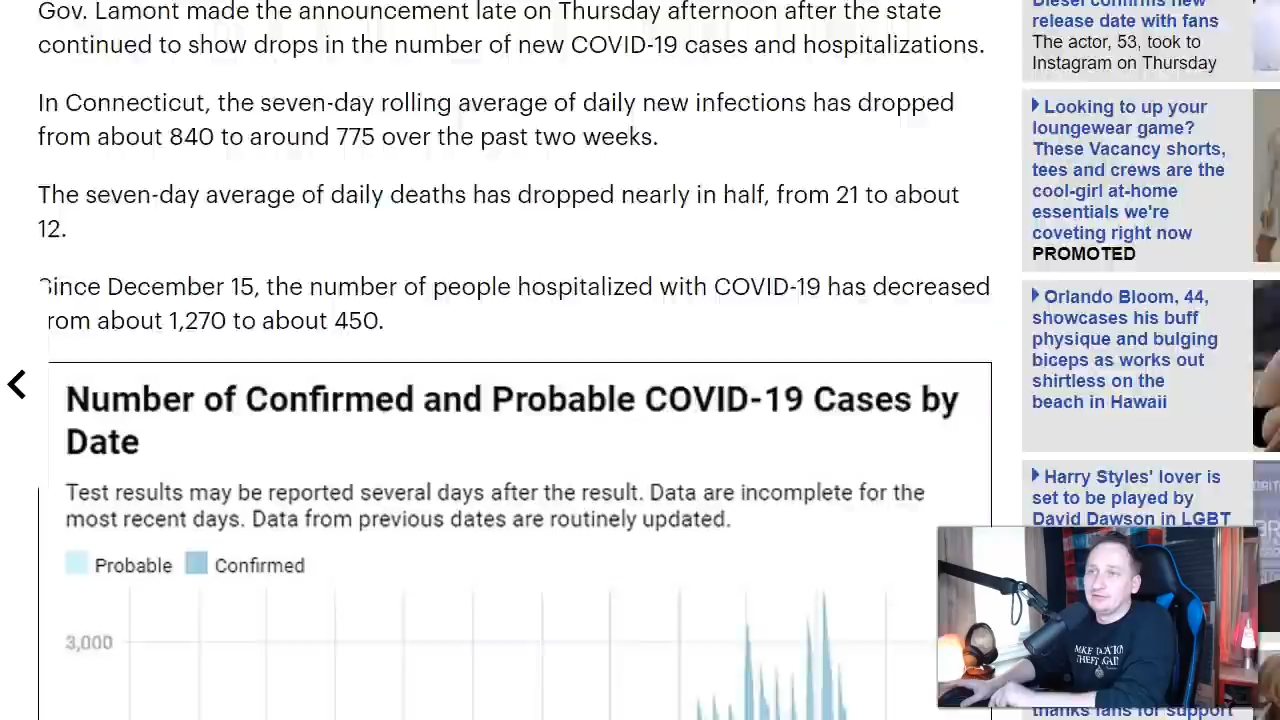 Gov. Lamont made the announcement late on Thursday afternoon after the state
continued to show drops in the number of new COVID-19 cases and hospitalizations.
In Connecticut, the seven-day rolling average of daily new infections has dropped
from about 840 to around 775 over the past two weeks.
The seven-day average of daily deaths has dropped nearly in half, from 21 to about
12.
Since December 15, the number of people hospitalized with COVID-19 has decreased
rom about 1,270 to about 450.
Number of Confirmed and Probable COVID-19 Cases by
Date
Test results may be reported several days after the result. Data are incomplete for the
most recent days. Data from previous dates are routinely updated.
Probable Confirmed
3,000
Diesel confirms new
release date with fans
The actor, 53, took to
Instagram on Thursday
Looking to up your
loungewear game?
These Vacancy shorts,
tees and crews are the
cool-girl at-home
essentials we're
coveting right now
PROMOTED
Orlando Bloom, 44,
showcases his buff
physique and bulging
biceps as works out
shirtless on the
beach in Hawaii
Harry Styles' lover is
set to be played by
David Dawson in LGBT
thanks fans for support